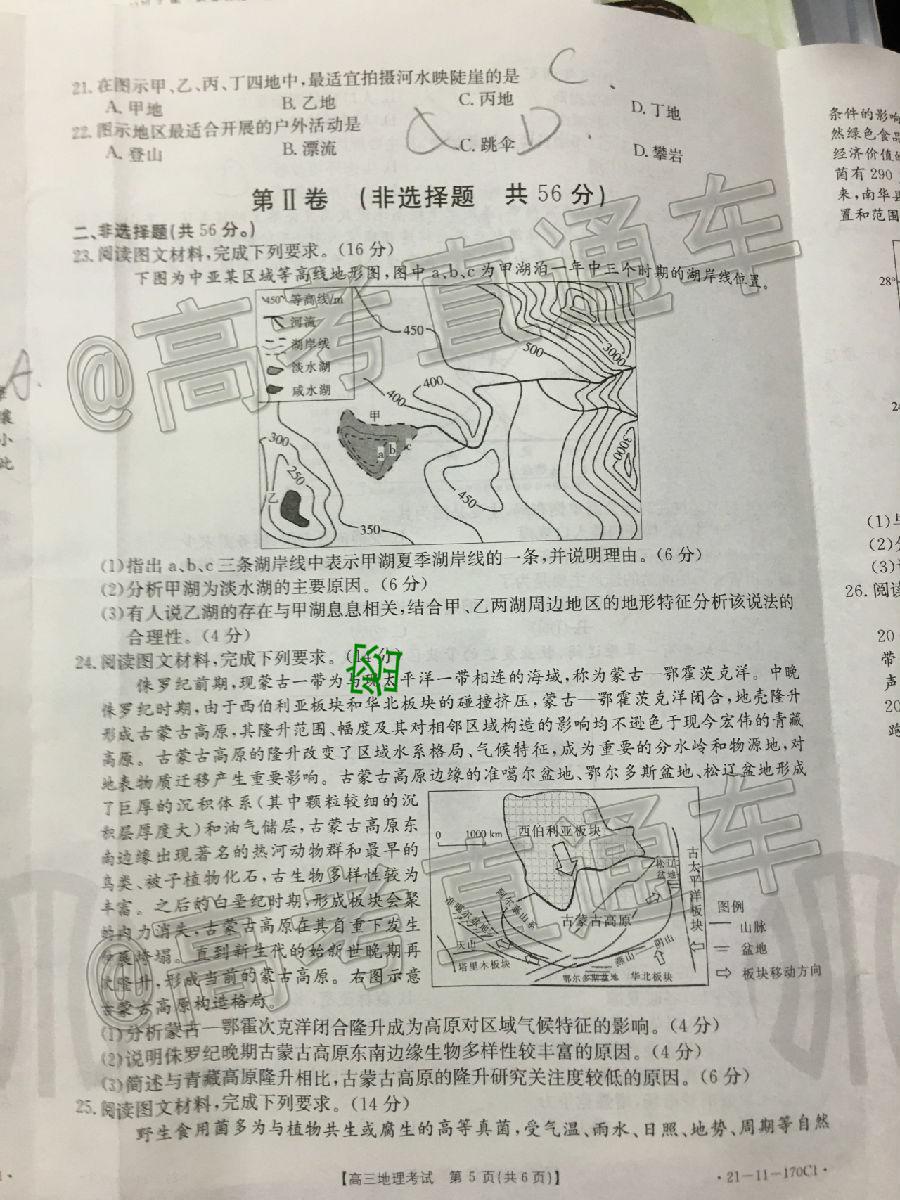 21. 在图示甲、乙、丙、丁四地中,最适宜拍摄河水映陡崖的是 C
A. 甲地 B. 乙地 C. 丙地 D. 丁地
22. 图示地区最适合开展的户外活动是 D
A. 登山 B. 漂流 C. 跳伞 D. 攀岩
第Ⅱ卷 (非选择题 共56分)
二、非选择题(共56分。)
23. 阅读图文材料,完成下列要求。(16分)
下图为中亚某区域等高线地形图,图中a、b、c为甲湖泊一年中三个时期的湖岸线位置。
450 等高线/m
河流
湖岸线
淡水湖
咸水湖
450
500
3000
400
400
甲
a b c
300
250
乙
450
350
3000
(1)指出a、b、c三条湖岸线中表示甲湖夏季湖岸线的一条,并说明理由。(6分)
(2)分析甲湖为淡水湖的主要原因。(6分)
(3)有人说乙湖的存在与甲湖息息相关,结合甲、乙两湖周边地区的地形特征分析该说法的
合理性。(4分)
24. 阅读图文材料,完成下列要求。(14分)
侏罗纪前期,现蒙古一带为与现太平洋一带相连的海域,称为蒙古—鄂霍茨克洋。中晚
侏罗纪时期,由于西伯利亚板块和华北板块的碰撞挤压,蒙古—鄂霍茨克洋闭合,地壳隆升
形成古蒙古高原,其隆升范围、幅度及其对相邻区域构造的影响均不逊色于现今宏伟的青藏
高原。古蒙古高原的隆升改变了区域水系格局、气候特征,成为重要的分水岭和物源地,对
地表物质迁移产生重要影响。古蒙古高原边缘的准噶尔盆地、鄂尔多斯盆地、松辽盆地形成
了巨厚的沉积体系(其中颗粒较细的沉
积层厚度大)和油气储层,古蒙古高原东
南边缘出现著名的热河动物群和最早的
鸟类、被子植物化石,古生物多样性较为
丰富。之后的白垩纪时期,形成板块会聚
的内力消失,古蒙古高原在其自重下发生
垮塌。直到新生代的始新世晚期再
次隆升,形成当前的蒙古高原。右图示意
古蒙古高原构造格局。
0 1000 km
西伯利亚板块
松辽盆地
古太平洋板块
准噶尔盆地
阿尔泰山脉
古蒙古高原
天山
塔里木板块
燕山—阴山
鄂尔多斯盆地
华北板块
图例
山脉
盆地
板块移动方向
(1)分析蒙古—鄂霍次克洋闭合隆升成为高原对区域气候特征的影响。(4分)
(2)说明侏罗纪晚期古蒙古高原东南边缘生物多样性较丰富的原因。(4分)
(3)简述与青藏高原隆升相比,古蒙古高原的隆升研究关注度较低的原因。(6分)
25. 阅读图文材料,完成下列要求。(14分)
野生食用菌多为与植物共生或腐生的高等真菌,受气温、雨水、日照、地势、周期等自然
【高三地理考试 第5页(共6页)】
·21-11-170C1·
条件的影响
然绿色食品
经济价值的
菌有290
来,南华县
置和范围
28°
(1)与
(2)分
(3)
26. 阅读
20
带
声
20
@高考直通车
@高考直通车
密
A.